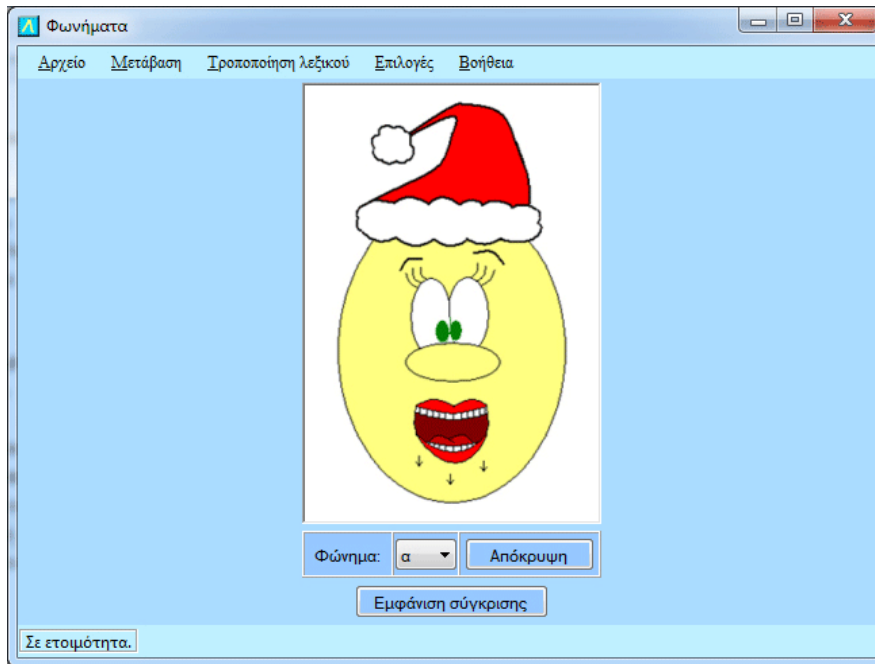 Φωνήματα
Αρχείο Μετάβαση Τροποποίηση λεξικού Επιλογές Βοήθεια
Φώνημα: α Απόκρυψη
Εμφάνιση σύγκρισης
Σε ετοιμότητα.